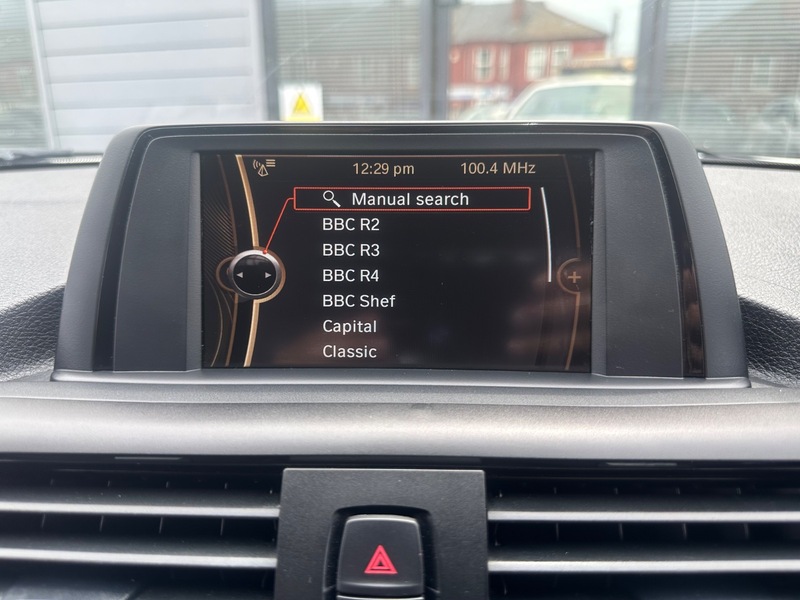 12:29 pm 100.4 MHz
Manual search
BBC R2
BBC R3
BBC R4
BBC Shef
Capital
Classic